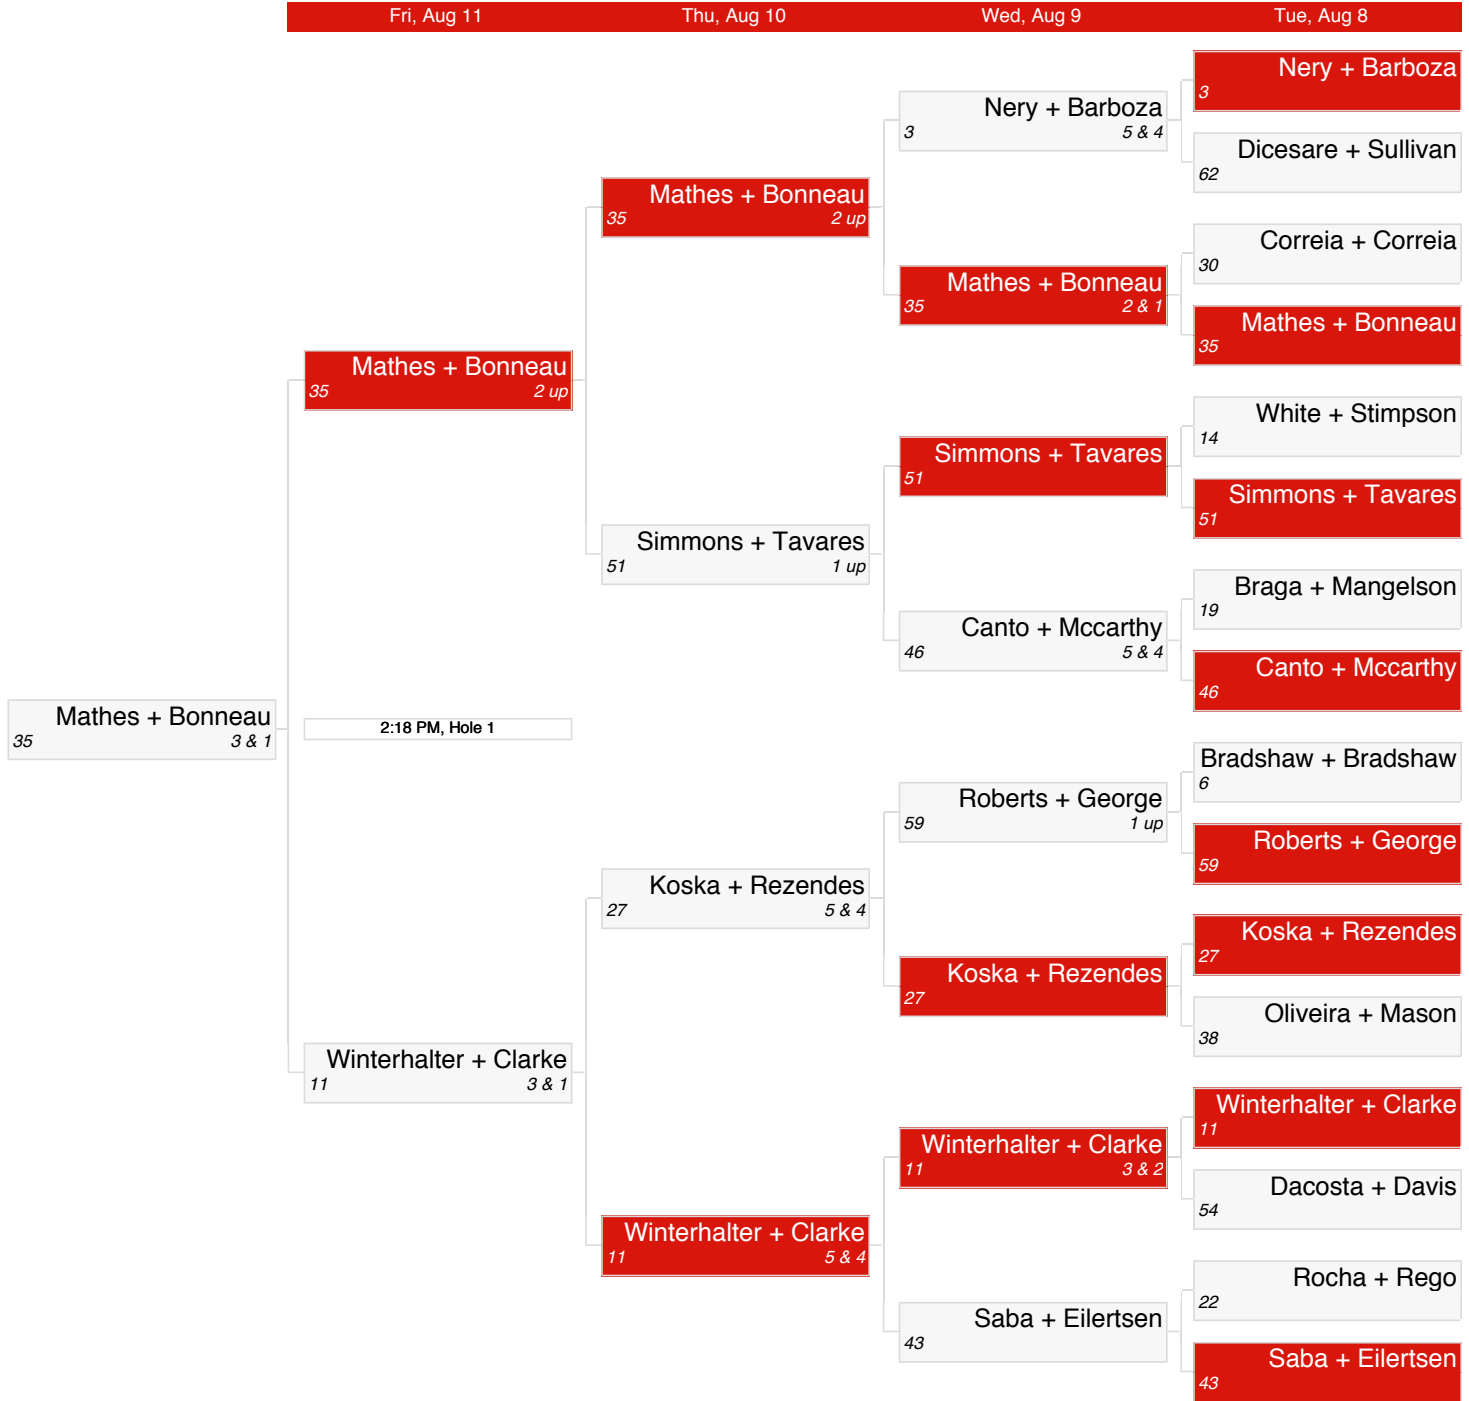 Fri, Aug 11
Thu, Aug 10
Wed, Aug 9
Tue, Aug 8
Mathes + Bonneau
35 3 & 1
Mathes + Bonneau
35 2 up
2:18 PM, Hole 1
Winterhalter + Clarke
11 3 & 1
Mathes + Bonneau
35 2 up
Simmons + Tavares
51 1 up
Koska + Rezendes
27 5 & 4
Winterhalter + Clarke
11 5 & 4
Nery + Barboza
3 5 & 4
Mathes + Bonneau
35 2 & 1
Simmons + Tavares
51
Canto + Mccarthy
46 5 & 4
Roberts + George
59 1 up
Koska + Rezendes
27
Winterhalter + Clarke
11 3 & 2
Saba + Eilertsen
43
Nery + Barboza
3
Dicesare + Sullivan
62
Correia + Correia
30
Mathes + Bonneau
35
White + Stimpson
14
Simmons + Tavares
51
Braga + Mangelson
19
Canto + Mccarthy
46
Bradshaw + Bradshaw
6
Roberts + George
59
Koska + Rezendes
27
Oliveira + Mason
38
Winterhalter + Clarke
11
Dacosta + Davis
54
Rocha + Rego
22
Saba + Eilertsen
43